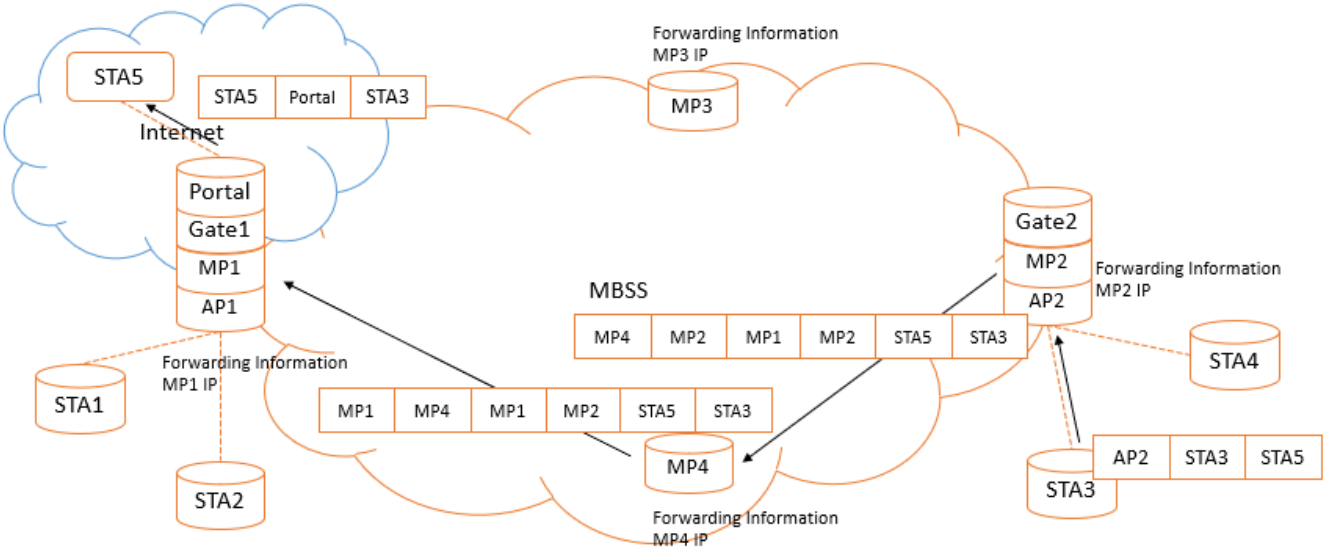 Forwarding Information
MP3 IP
STA5
STA5 Portal STA3
MP3
Internet
Portal
Gate1
MP1
AP1
Gate2
MP2
AP2
Forwarding Information
MP2 IP
MBSS
MP4 MP2 MP1 MP2 STA5 STA3
STA4
Forwarding Information
MP1 IP
STA1
MP1 MP4 MP1 MP2 STA5 STA3
MP4
AP2 STA3 STA5
STA3
STA2
Forwarding Information
MP4 IP